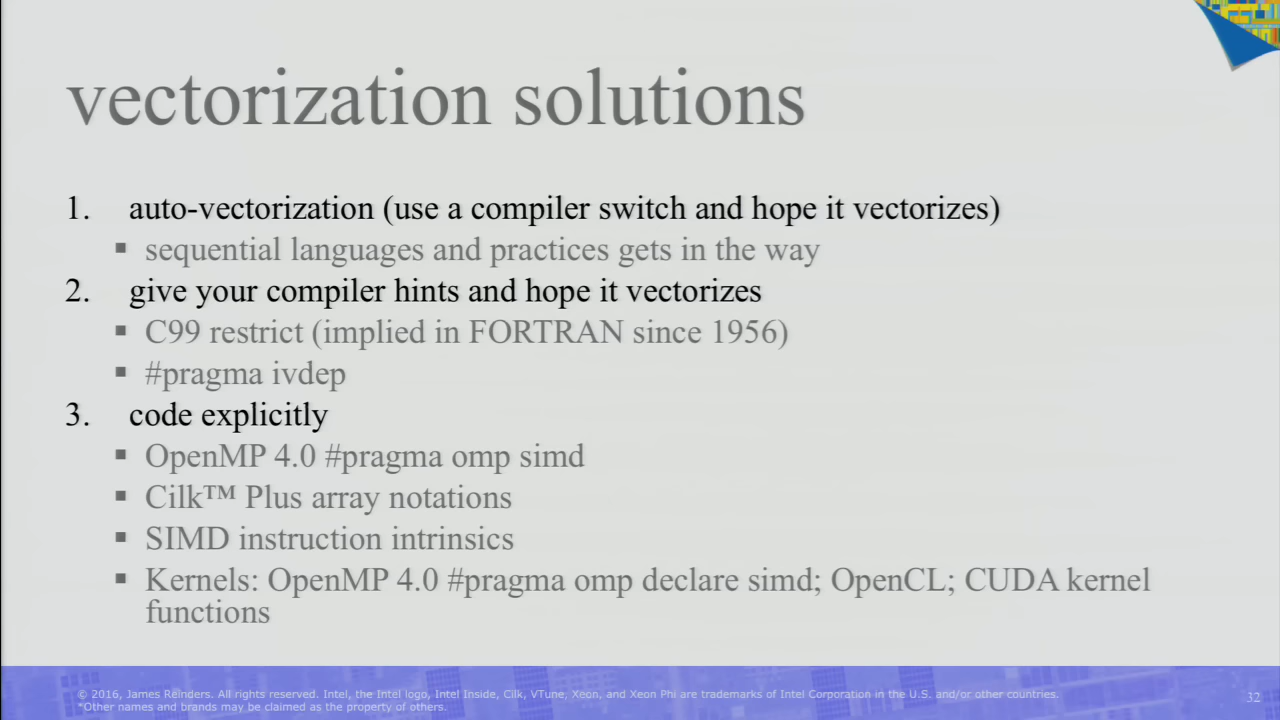 vectorization solutions
1. auto-vectorization (use a compiler switch and hope it vectorizes)
▪ sequential languages and practices gets in the way
2. give your compiler hints and hope it vectorizes
▪ C99 restrict (implied in FORTRAN since 1956)
▪ #pragma ivdep
3. code explicitly
▪ OpenMP 4.0 #pragma omp simd
▪ Cilk™ Plus array notations
▪ SIMD instruction intrinsics
▪ Kernels: OpenMP 4.0 #pragma omp declare simd; OpenCL; CUDA kernel
functions
© 2016, James Reinders. All rights reserved. Intel, the Intel logo, Intel Inside, Cilk, VTune, Xeon, and Xeon Phi are trademarks of Intel Corporation in the U.S. and/or other countries.
*Other names and brands may be claimed as the property of others.
32